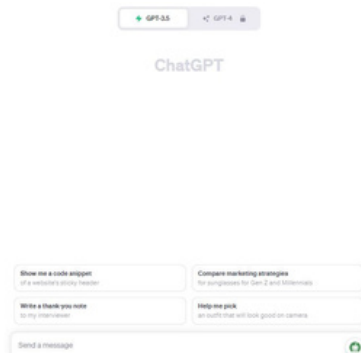 GPT-3.5 GPT-4
ChatGPT
Show me a code snippet
of a website's sticky header
Compare marketing strategies
for sunglasses for Gen Z and Millennials
Write a thank-you note
to my interviewer
Help me pick
an outfit that will look good on camera
Send a message